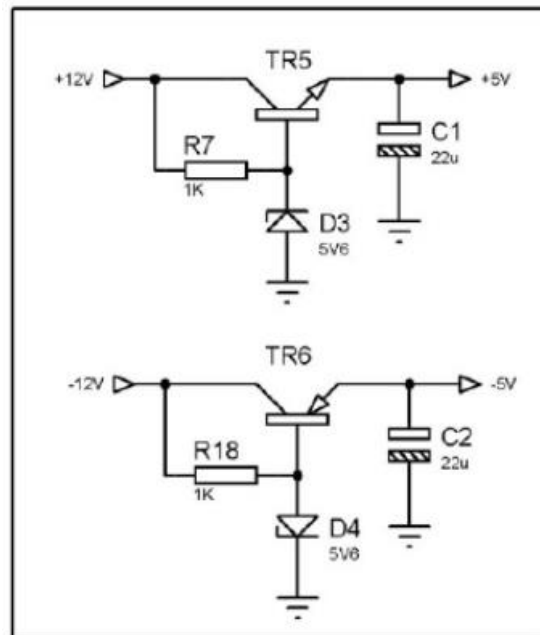 TR5
+12V
+5V
R7
1K
C1
22u
D3
5V6
TR6
-12V
-5V
R18
1K
C2
22u
D4
5V6